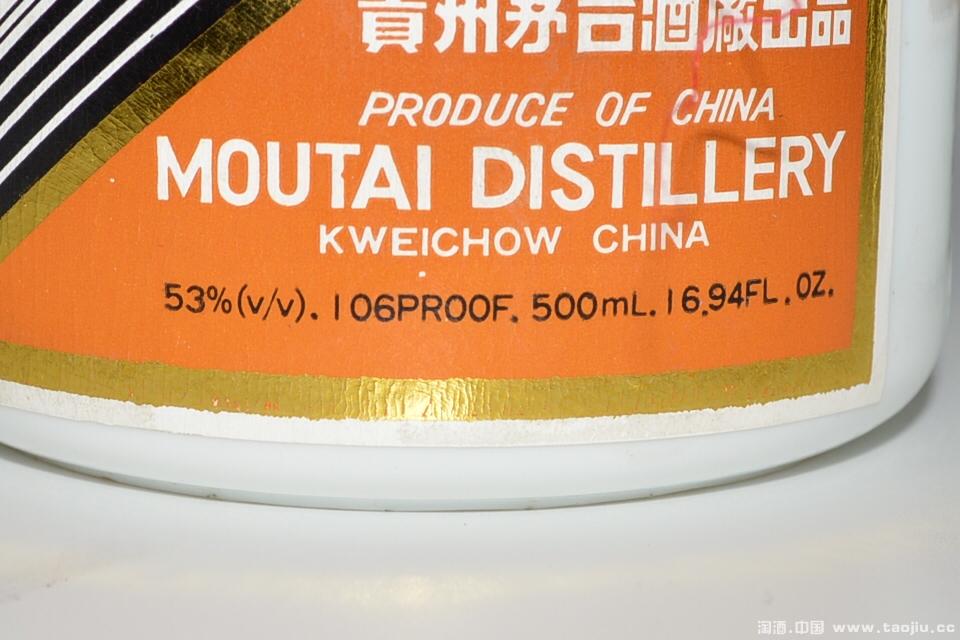 貴州茅台酒廠出品
PRODUCE OF CHINA
MOUTAI DISTILLERY
KWEICHOW CHINA
53%(v/v). 106PROOF. 500mL. 16.94FL.OZ.
淘酒.中国 www.taojiu.cc